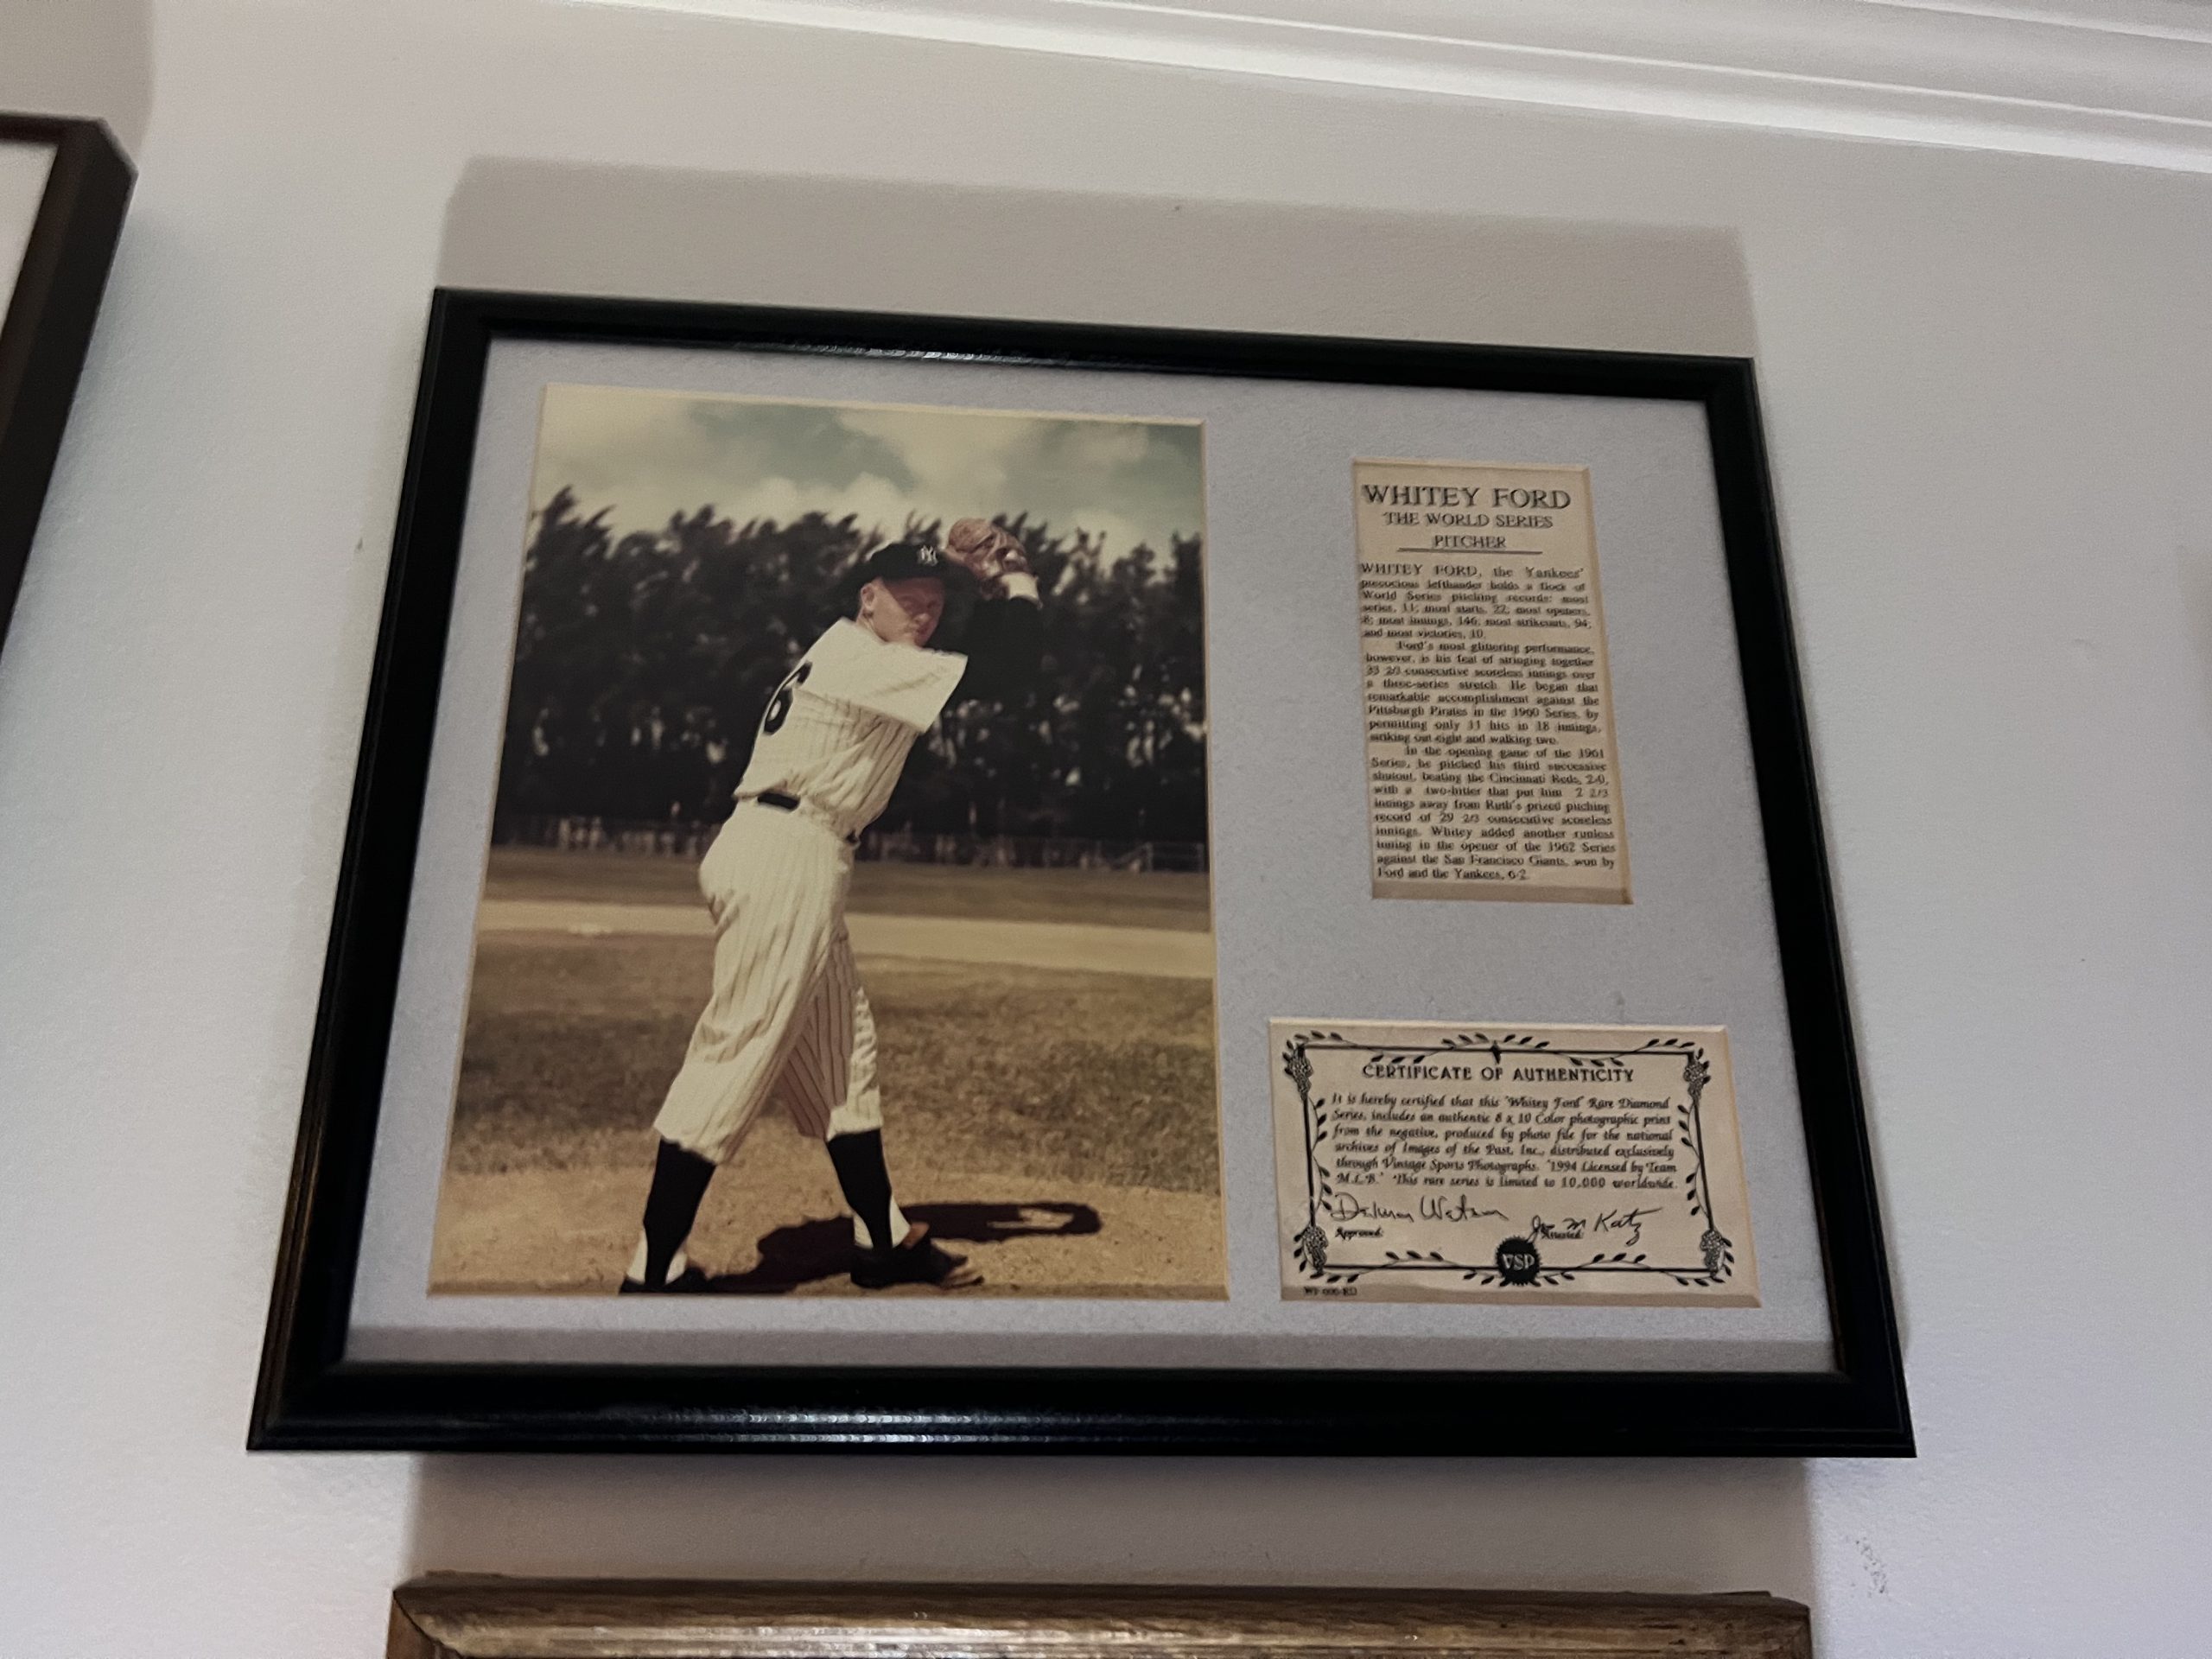 NY
6
WHITEY FORD
THE WORLD SERIES
PITCHER
WHITEY FORD, the Yankees'
precocious lefthander holds a flock of
World Series pitching records: most
series, 11; most starts, 22; most openers,
8; most innings, 146; most strikeouts, 94;
and most victories, 10.
Ford's most glittering performance,
however, is his feat of stringing together
33 2/3 consecutive scoreless innings over
a three-series stretch. He began that
remarkable accomplishment against the
Pittsburgh Pirates in the 1960 Series, by
permitting only 11 hits in 18 innings,
striking out eight and walking two.
In the opening game of the 1961
Series, he pitched his third successive
shutout, beating the Cincinnati Reds, 2-0,
with a two-hitter that put him 2 2/3
innings away from Ruth's prized pitching
record of 29 2/3 consecutive scoreless
innings. Whitey added another runless
inning in the opener of the 1962 Series
against the San Francisco Giants, won by
Ford and the Yankees, 6-2.
CERTIFICATE OF AUTHENTICITY
It is hereby certified that this "Whitey Ford" Rare Diamond
Series, includes an authentic 8 x 10 Color photographic print
from the negative, produced by photo file for the national
archives of Images of the Past, Inc., distributed exclusively
through Vintage Sports Photographs. "1994 Licensed by Team
M.L.B." This rare series is limited to 10,000 worldwide.
Delmar Watson
Approved:
M Katz
Attested:
VSP